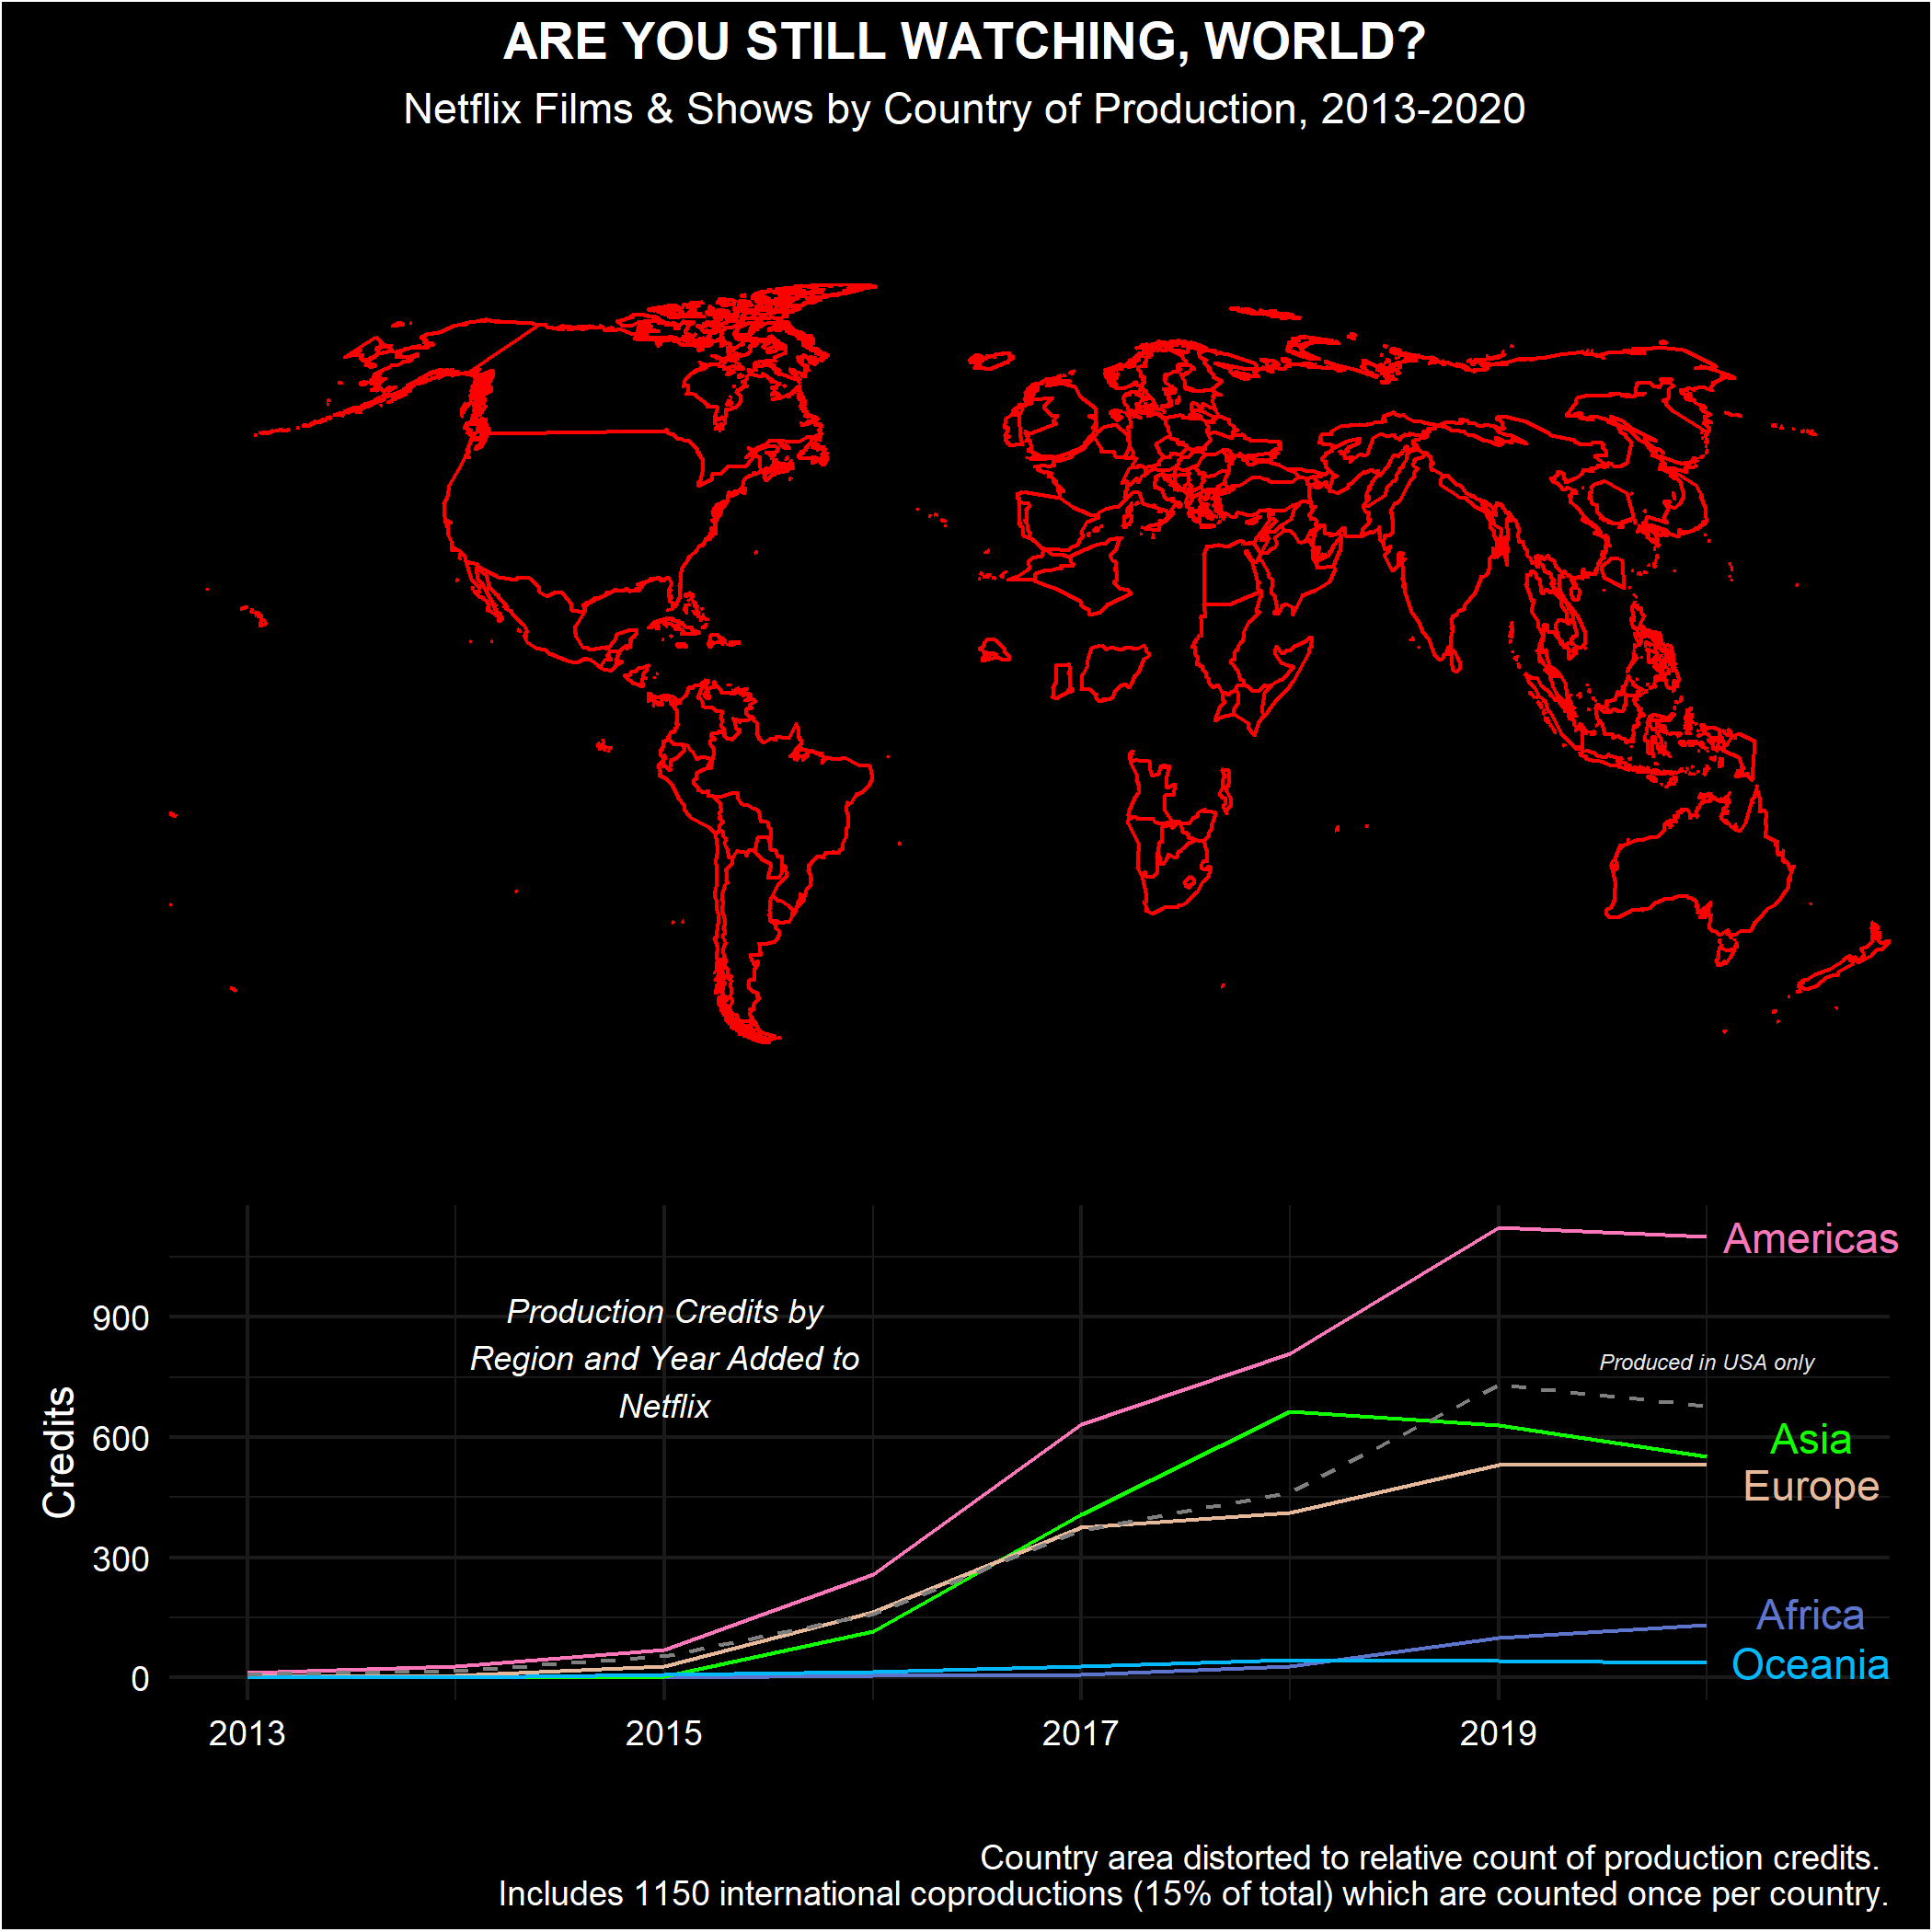 ARE YOU STILL WATCHING, WORLD?
Netflix Films & Shows by Country of Production, 2013-2020
Americas
900
Production Credits by
Region and Year Added to
Netflix
Produced in USA only
Credits
600
Asia
Europe
300
Africa
Oceania
0
2013 2015 2017 2019
Country area distorted to relative count of production credits.
Includes 1150 international coproductions (15% of total) which are counted once per country.